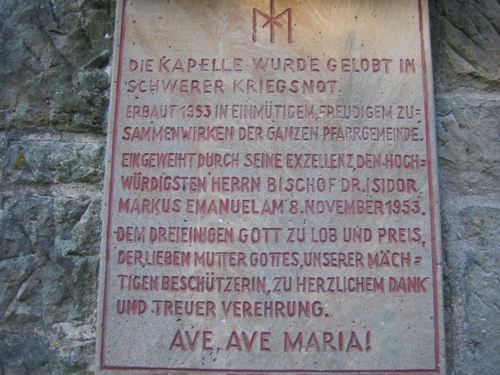 DIE KAPELLE WURDE GELOBT IN
SCHWERER KRIEGSNOT.
ERBAUT 1953 IN EINMÜTIGEM, FREUDIGEM ZU=
SAMMENWIRKEN DER GANZEN PFARRGEMEINDE.
EINGEWEIHT DURCH SEINE EXZELLENZ, DEN HOCH=
WÜRDIGSTEN HERRN BISCHOF DR. ISIDOR
MARKUS EMANUEL AM 8. NOVEMBER 1953.
DEM DREIEINIGEN GOTT ZU LOB UND PREIS,
DER LIEBEN MUTTER GOTTES, UNSERER MÄCH=
TIGEN BESCHÜTZERIN, ZU HERZLICHEM DANK
UND TREUER VEREHRUNG.
AVE, AVE MARIA!